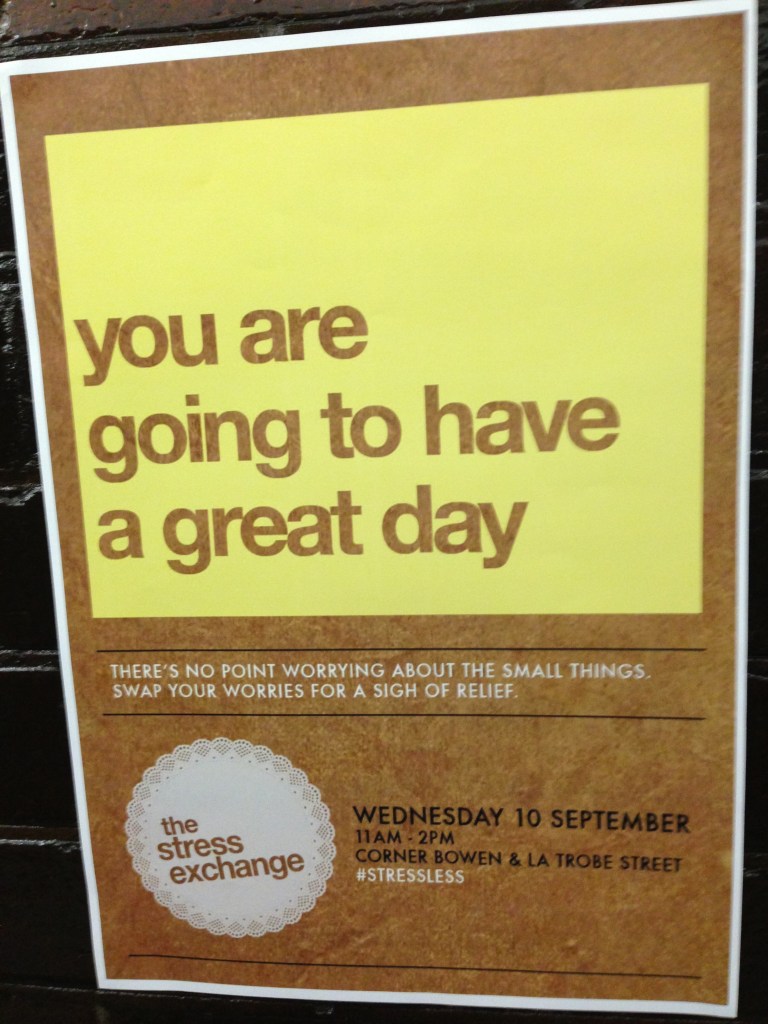 you are
going to have
a great day
THERE'S NO POINT WORRYING ABOUT THE SMALL THINGS.
SWAP YOUR WORRIES FOR A SIGH OF RELIEF.
the
stress
exchange
WEDNESDAY 10 SEPTEMBER
11AM - 2PM
CORNER BOWEN & LA TROBE STREET
#STRESSLESS